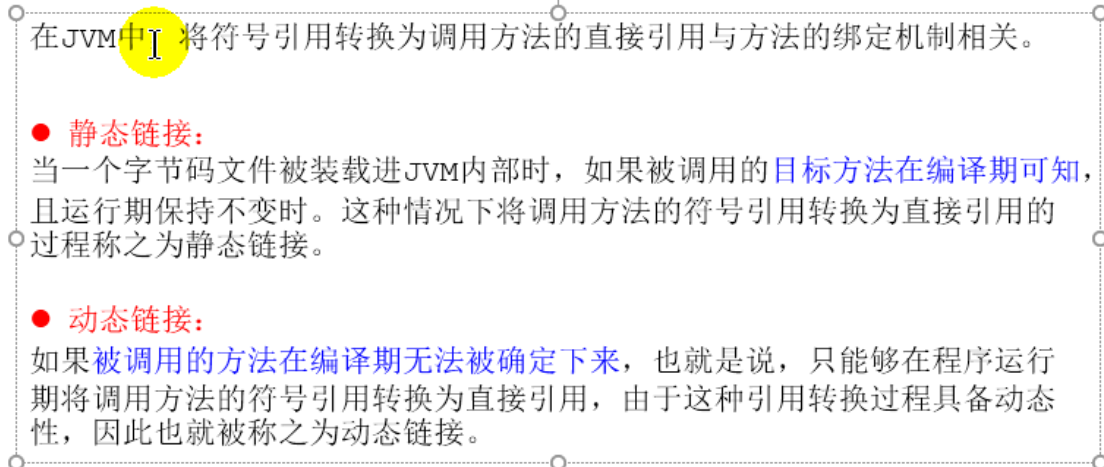 在JVM中，将符号引用转换为调用方法的直接引用与方法的绑定机制相关。
● 静态链接：
当一个字节码文件被装载进JVM内部时，如果被调用的目标方法在编译期可知，
且运行期保持不变时。这种情况下将调用方法的符号引用转换为直接引用的
过程称之为静态链接。
● 动态链接：
如果被调用的方法在编译期无法被确定下来，也就是说，只能够在程序运行
期将调用方法的符号引用转换为直接引用，由于这种引用转换过程具备动态
性，因此也就被称之为动态链接。